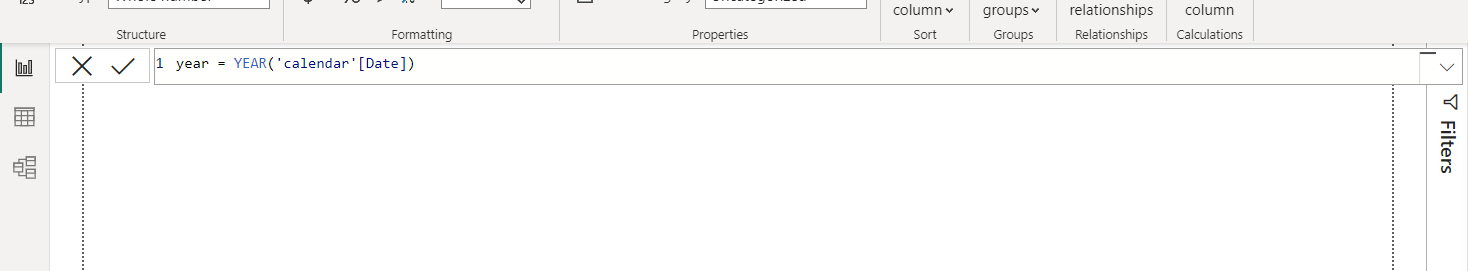 column groups relationships column
Structure Formatting Properties Sort Groups Relationships Calculations
1 year = YEAR('calendar'[Date])
Filters